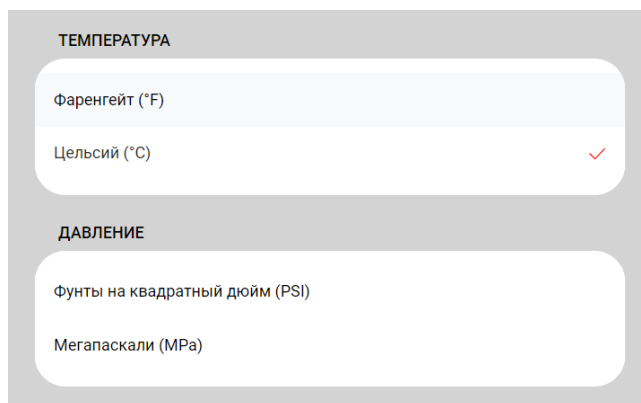 ТЕМПЕРАТУРА
Фаренгейт (°F)
Цельсий (°C)
ДАВЛЕНИЕ
Фунты на квадратный дюйм (PSI)
Мегапаскали (MPa)